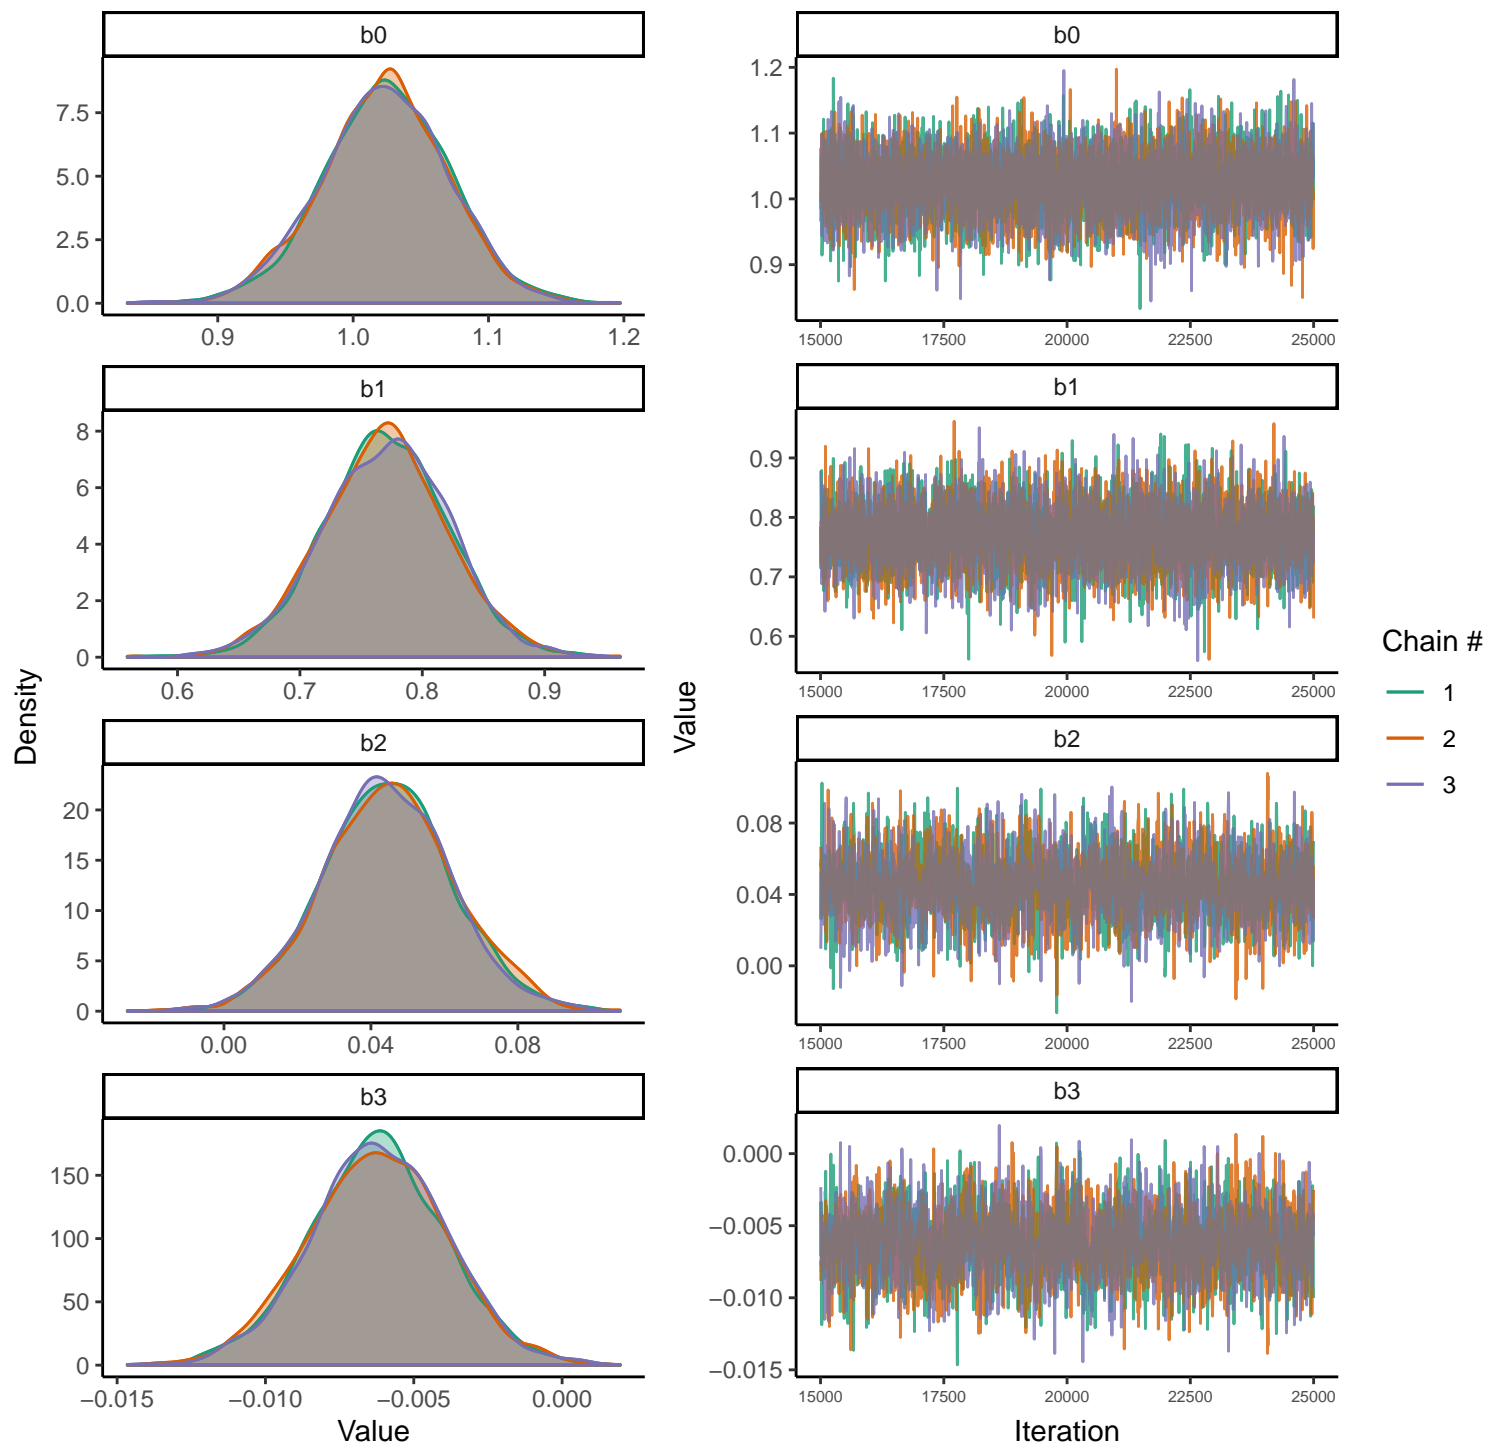 b0
7.5
5.0
2.5
0.0
0.9 1.0 1.1 1.2
b1
8
6
4
2
0
0.6 0.7 0.8 0.9
b2
20
15
10
5
0
0.00 0.04 0.08
b3
150
100
50
0
−0.015 −0.010 −0.005 0.000
Density
Value
b0
1.2
1.1
1.0
0.9
15000 17500 20000 22500 25000
b1
0.9
0.8
0.7
0.6
15000 17500 20000 22500 25000
b2
0.08
0.04
0.00
15000 17500 20000 22500 25000
b3
0.000
−0.005
−0.010
−0.015
15000 17500 20000 22500 25000
Value
Iteration
Chain #
1
2
3